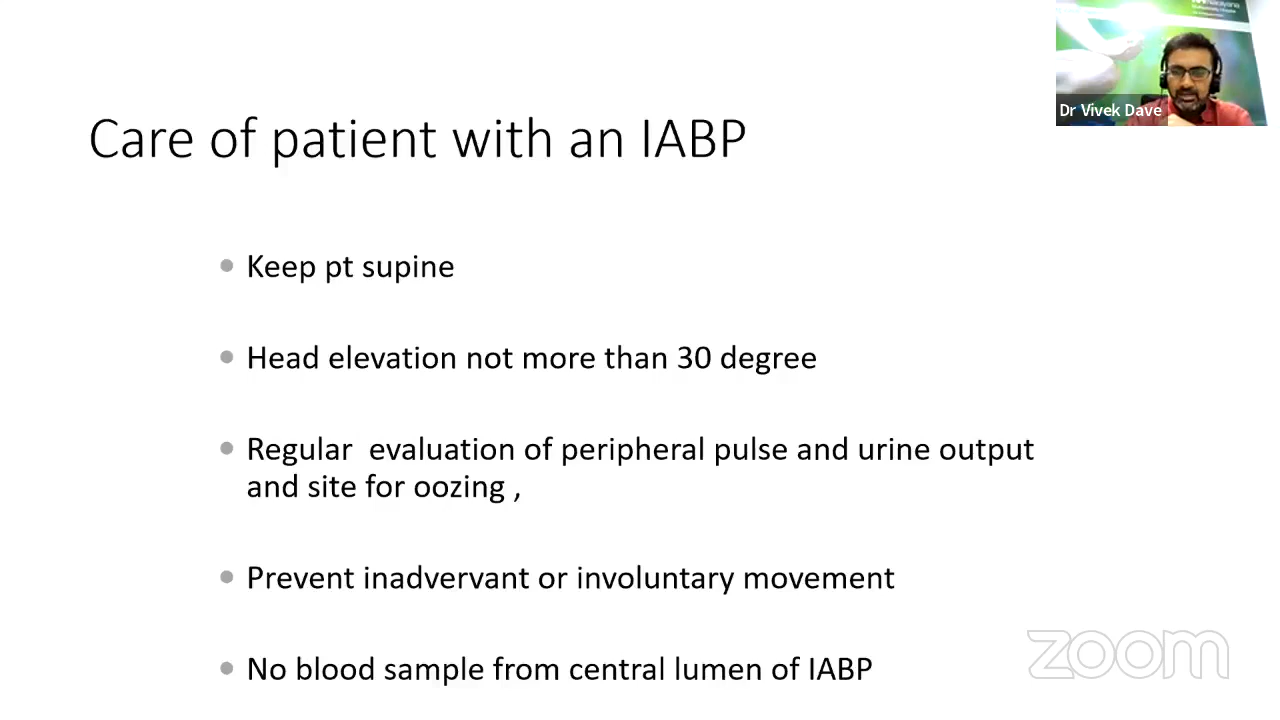 Dr Vivek Dave
Care of patient with an IABP
Keep pt supine
Head elevation not more than 30 degree
Regular evaluation of peripheral pulse and urine output
and site for oozing ,
Prevent inadvervant or involuntary movement
No blood sample from central lumen of IABP
zoom